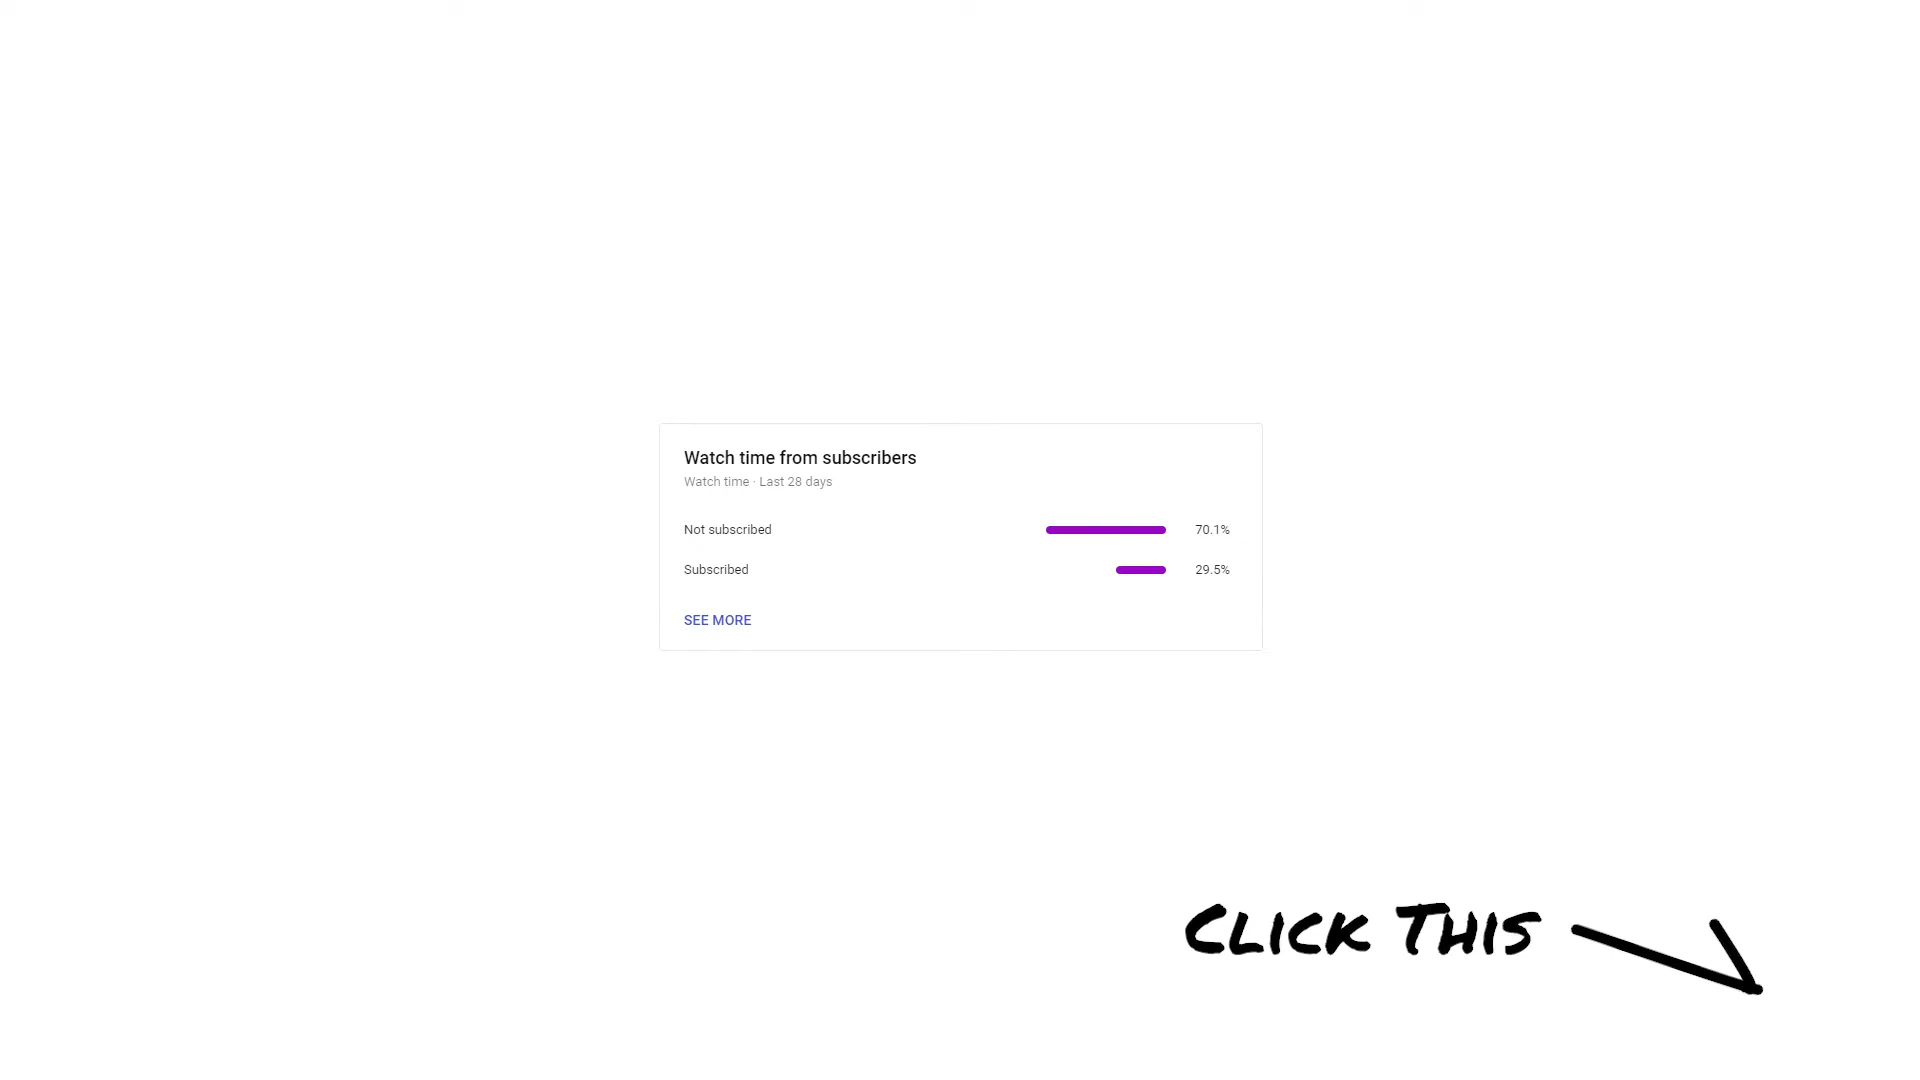 Watch time from subscribers
Watch time · Last 28 days
Not subscribed 70.1%
Subscribed 29.5%
SEE MORE
CLICK THIS